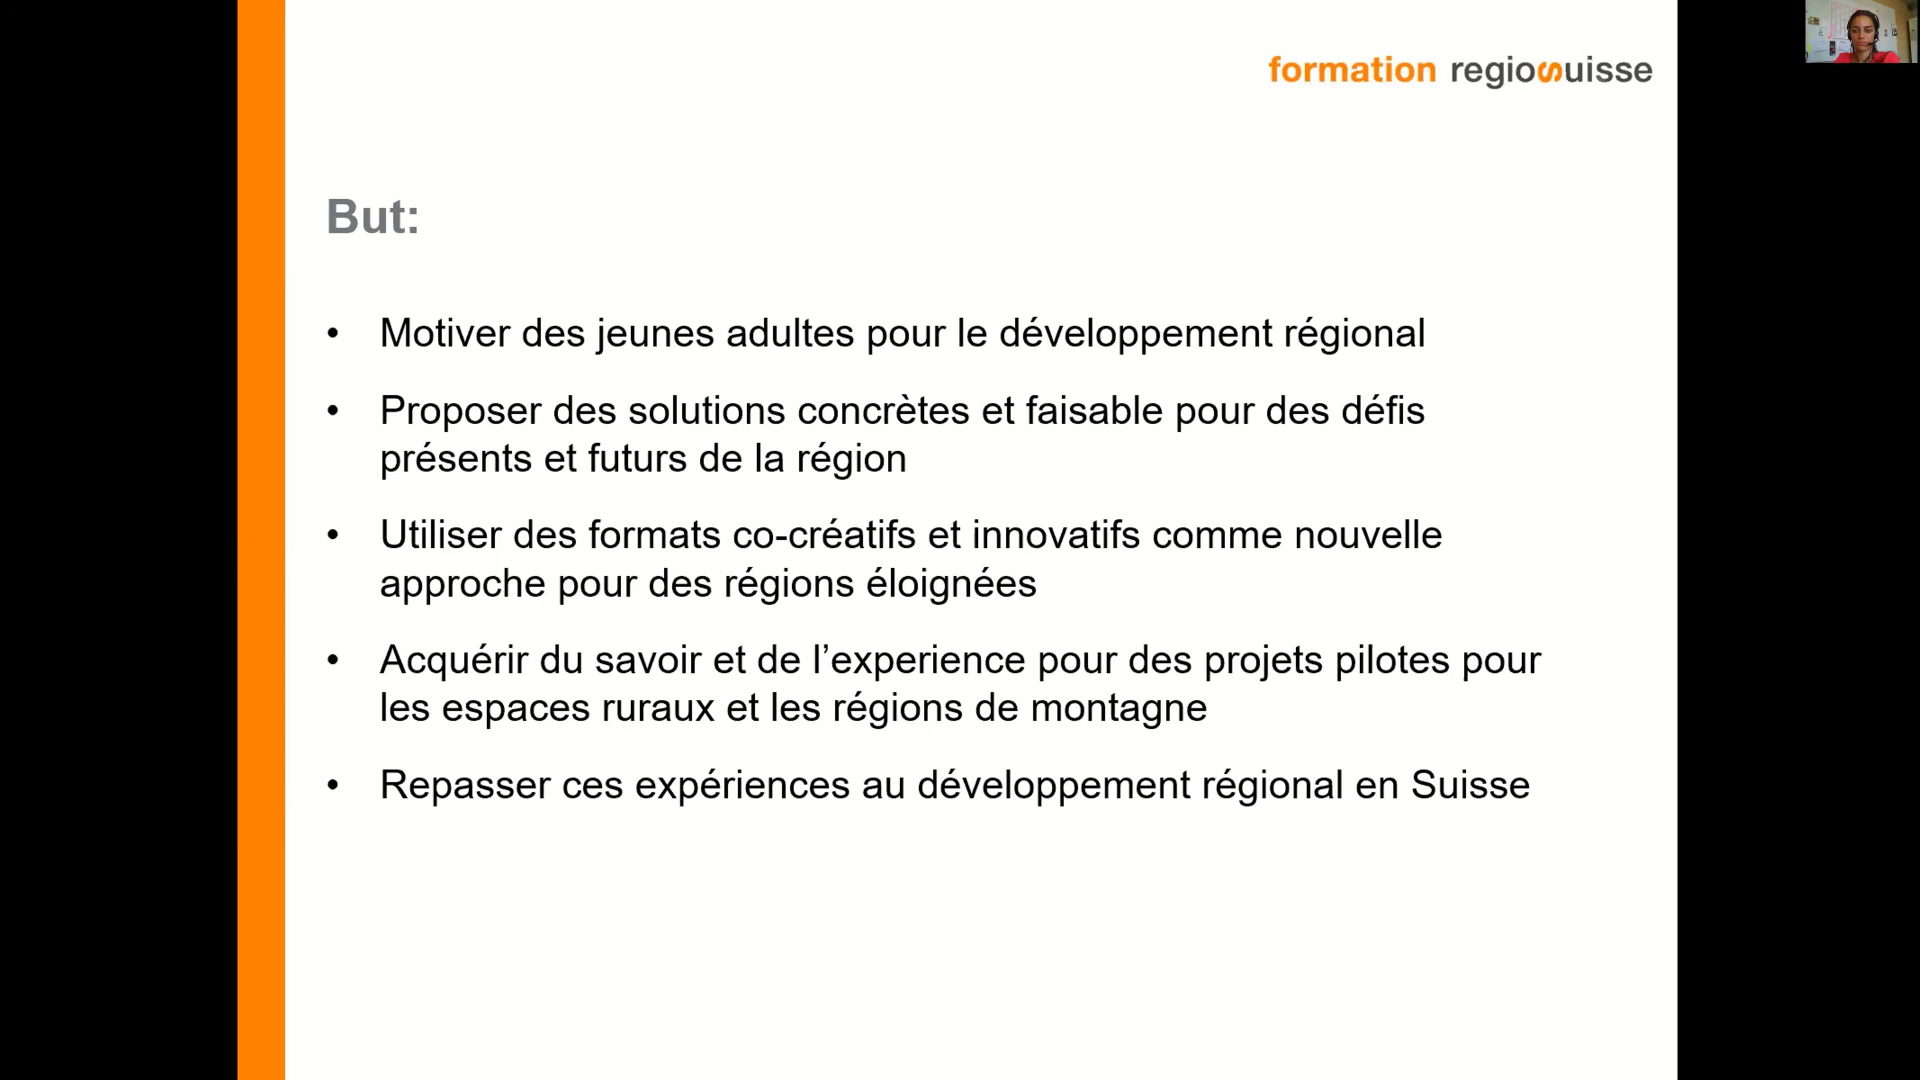 formation regiosuisse
But:
• Motiver des jeunes adultes pour le développement régional
• Proposer des solutions concrètes et faisable pour des défis
présents et futurs de la région
• Utiliser des formats co-créatifs et innovatifs comme nouvelle
approche pour des régions éloignées
• Acquérir du savoir et de l’experience pour des projets pilotes pour
les espaces ruraux et les régions de montagne
• Repasser ces expériences au développement régional en Suisse